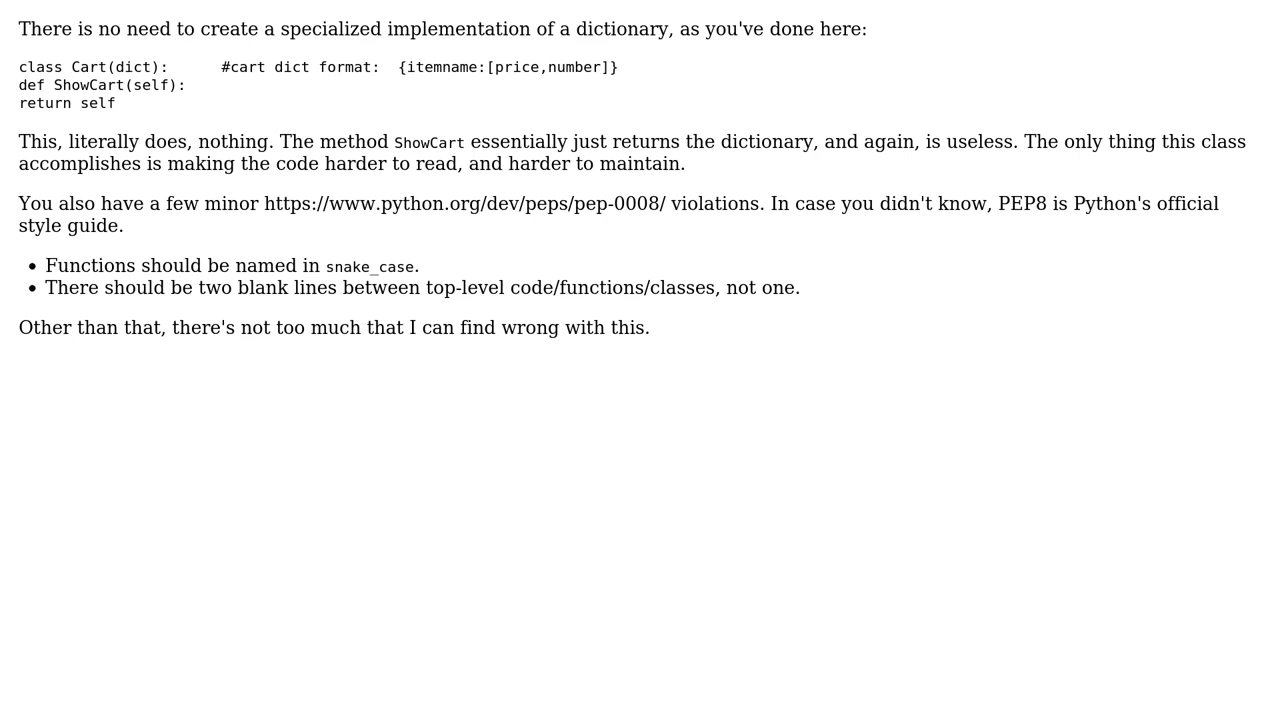 There is no need to create a specialized implementation of a dictionary, as you've done here:
class Cart(dict):      #cart dict format:  {itemname:[price,number]}
def ShowCart(self):
return self
This, literally does, nothing. The method ShowCart essentially just returns the dictionary, and again, is useless. The only thing this class
accomplishes is making the code harder to read, and harder to maintain.
You also have a few minor https://www.python.org/dev/peps/pep-0008/ violations. In case you didn't know, PEP8 is Python's official
style guide.
• Functions should be named in snake_case.
• There should be two blank lines between top-level code/functions/classes, not one.
Other than that, there's not too much that I can find wrong with this.